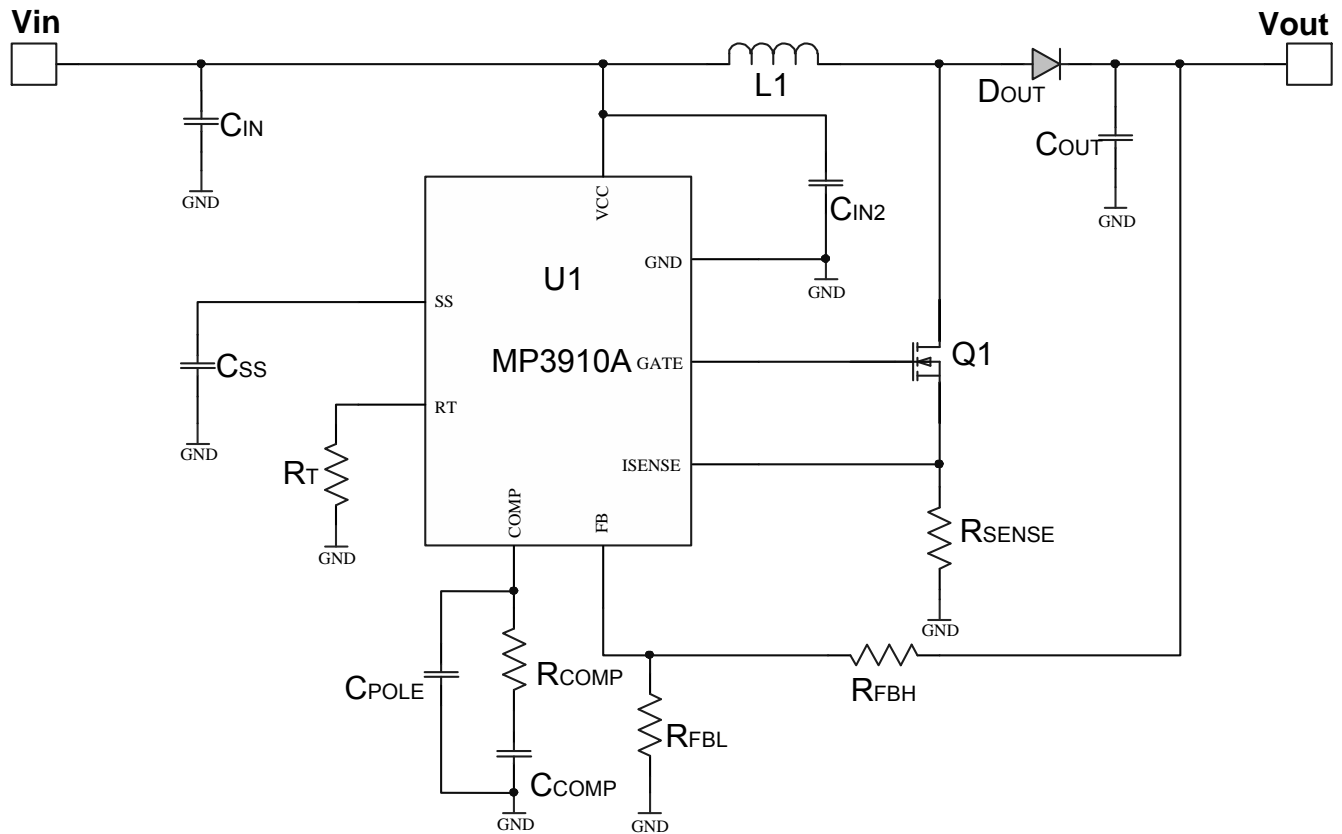 Vin
Vout
L1
DOUT
CIN
COUT
GND
VCC
CIN2
GND
GND
U1
GND
SS
CSS
MP3910A
GATE
Q1
RT
GND
ISENSE
RT
COMP
FB
RSENSE
GND
GND
CPOLE
RCOMP
RFBH
RFBL
CCOMP
GND
GND